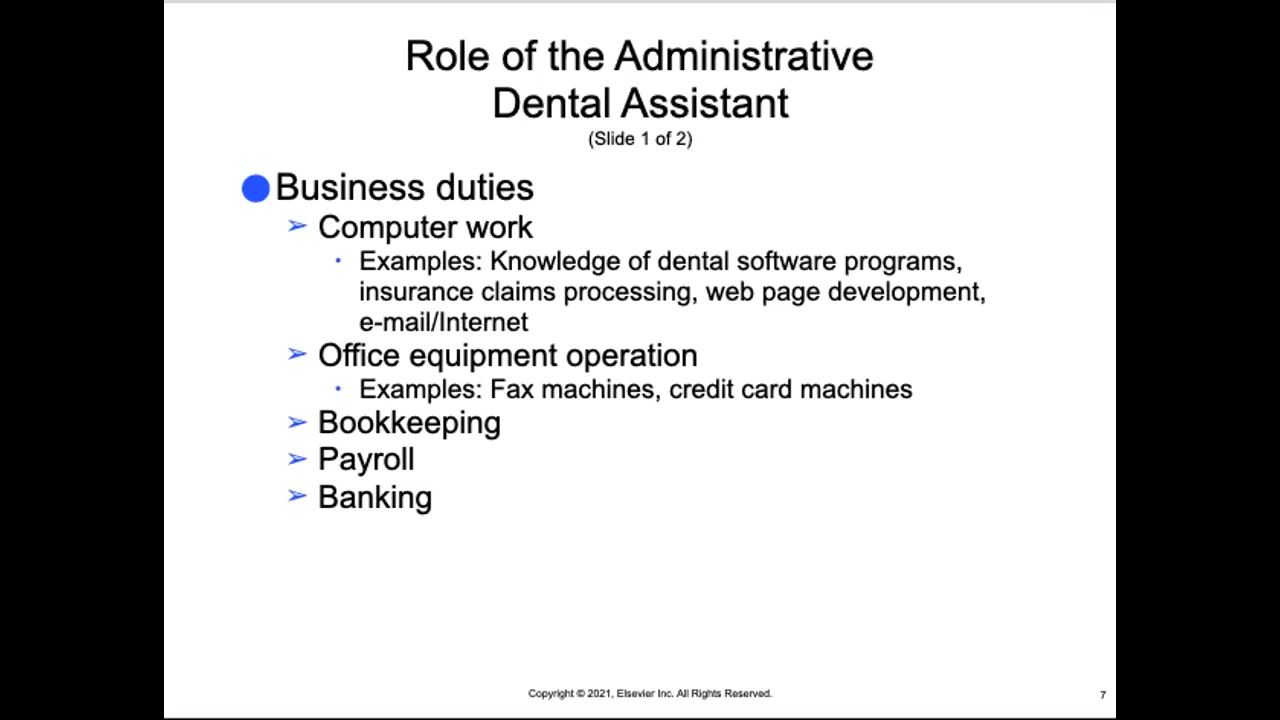 Role of the Administrative
Dental Assistant
(Slide 1 of 2)
● Business duties
➢ Computer work
• Examples: Knowledge of dental software programs,
insurance claims processing, web page development,
e-mail/Internet
➢ Office equipment operation
• Examples: Fax machines, credit card machines
➢ Bookkeeping
➢ Payroll
➢ Banking
Copyright © 2021, Elsevier Inc. All Rights Reserved.
7